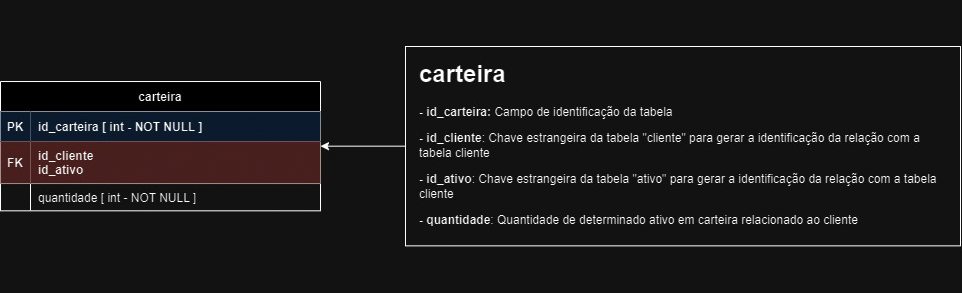 carteira
PK id_carteira [ int - NOT NULL ]
FK id_cliente
id_ativo
quantidade [ int - NOT NULL ]
carteira
- id_carteira: Campo de identificação da tabela
- id_cliente: Chave estrangeira da tabela "cliente" para gerar a identificação da relação com a
tabela cliente
- id_ativo: Chave estrangeira da tabela "ativo" para gerar a identificação da relação com a tabela
cliente
- quantidade: Quantidade de determinado ativo em carteira relacionado ao cliente